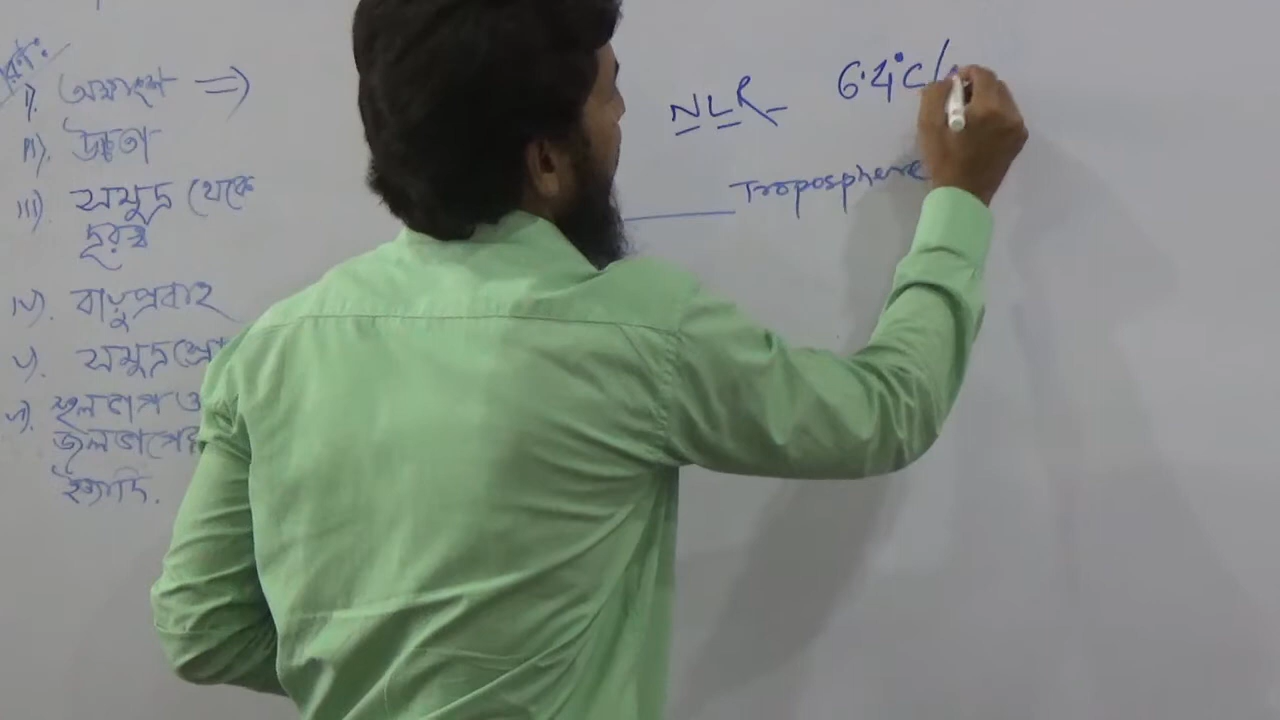 i). অক্ষাংশ =>
ii). উচ্চতা
iii). সমুদ্র থেকে
দূরত্ব
iv). বায়ুপ্রবাহ
v). সমুদ্রস্রো
vi). স্থলভাগ ও
জলভাগের
ইত্যাদি.
NLR - 6.4°C/
Troposphere